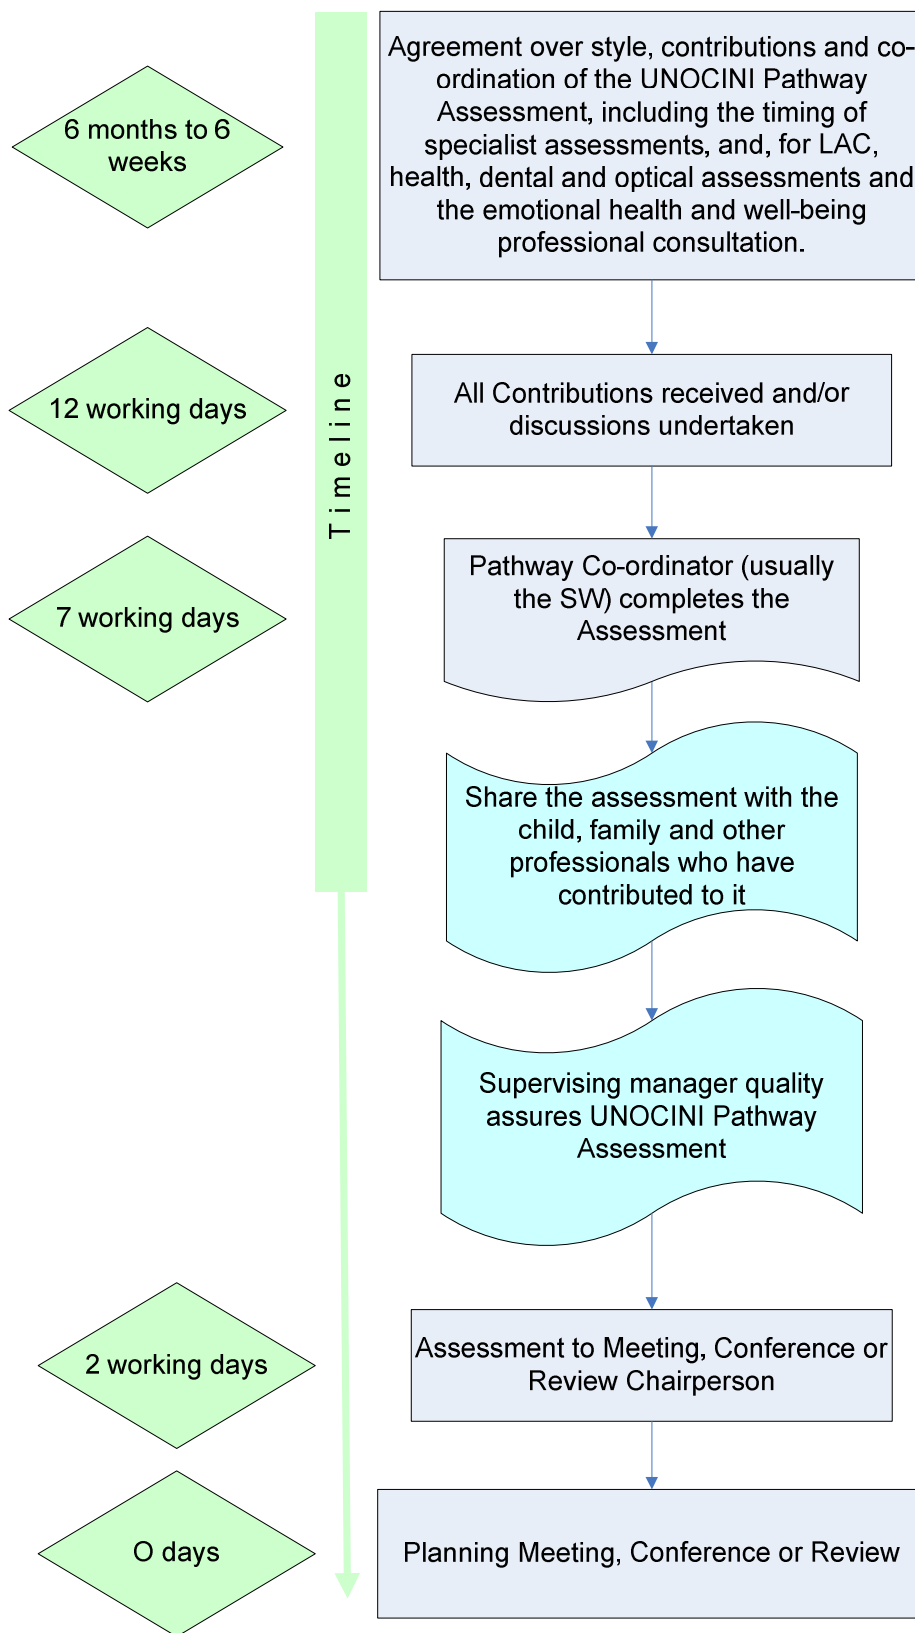 6 months to 6
weeks
Agreement over style, contributions and co-
ordination of the UNOCINI Pathway
Assessment, including the timing of
specialist assessments, and, for LAC,
health, dental and optical assessments and
the emotional health and well-being
professional consultation.
Timeline
12 working days
All Contributions received and/or
discussions undertaken
7 working days
Pathway Co-ordinator (usually
the SW) completes the
Assessment
Share the assessment with the
child, family and other
professionals who have
contributed to it
Supervising manager quality
assures UNOCINI Pathway
Assessment
2 working days
Assessment to Meeting, Conference or
Review Chairperson
O days
Planning Meeting, Conference or Review